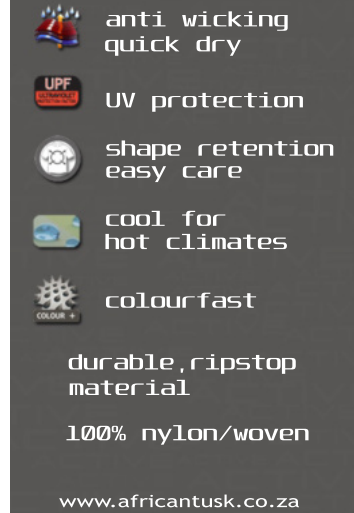 anti wicking
quick dry
UPF
UV protection
shape retention
easy care
cool for
hot climates
colourfast
COLOUR +
durable,ripstop
material
100% nylon/woven
www.africantusk.co.za